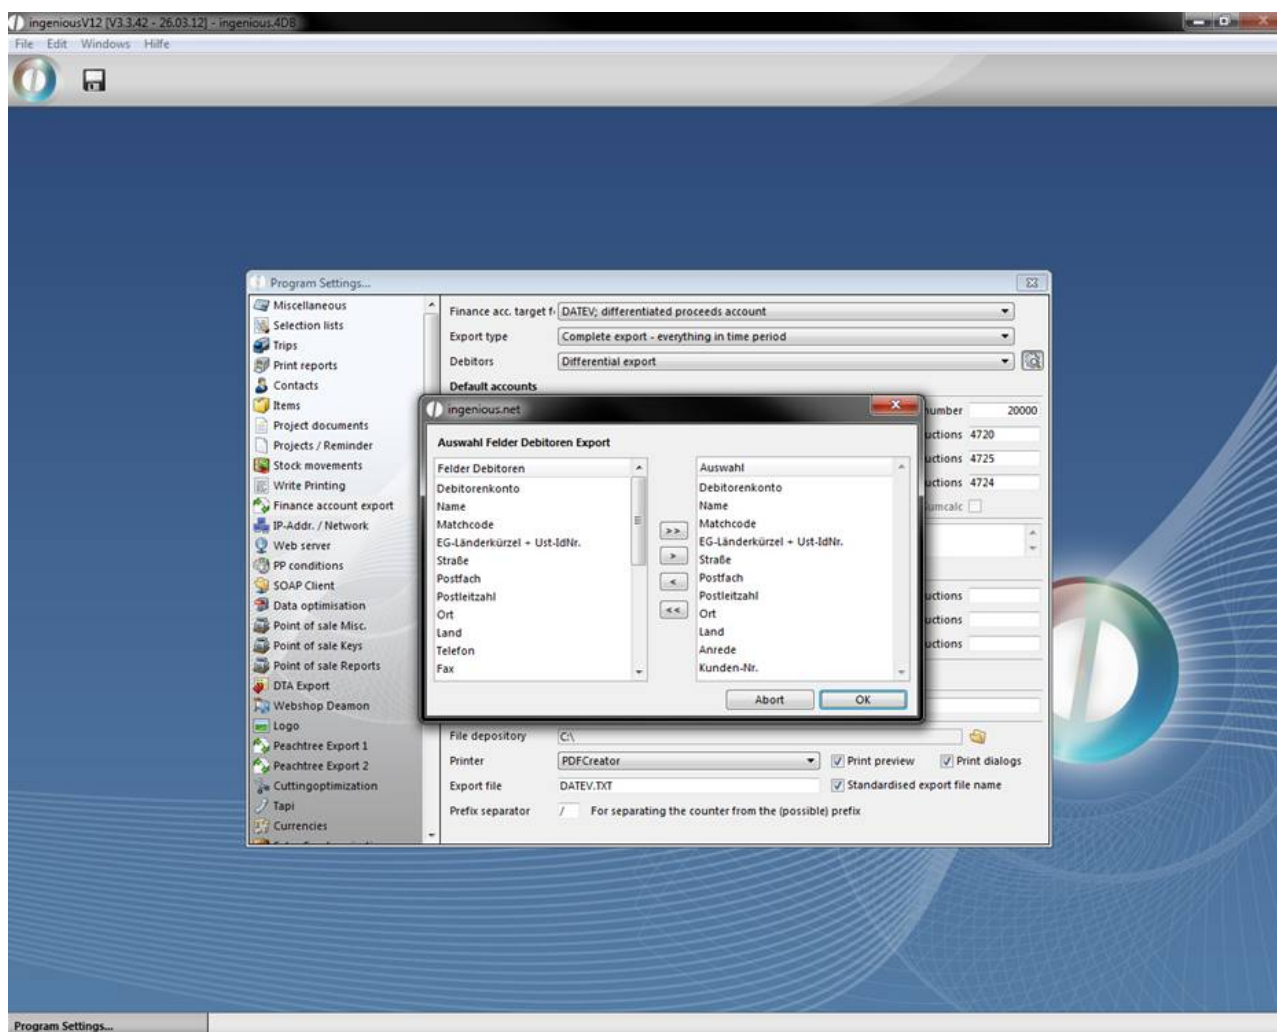 ingeniousV12 [V3.3.42 - 26.03.12] - ingenious.4DB
File Edit Windows Hilfe
Program Settings...
Miscellaneous
Selection lists
Trips
Print reports
Contacts
Items
Project documents
Projects / Reminder
Stock movements
Write Printing
Finance account export
IP-Addr. / Network
Web server
PP conditions
SOAP Client
Data optimisation
Point of sale Misc.
Point of sale Keys
Point of sale Reports
DTA Export
Webshop Deamon
Logo
Peachtree Export 1
Peachtree Export 2
Cuttingoptimization
Tapi
Currencies
Finance acc. target f DATEV; differentiated proceeds account
Export type Complete export - everything in time period
Debitors Differential export
Default accounts
number 20000
uctions 4720
uctions 4725
uctions 4724
umcalc
uctions
uctions
uctions
ingenious.net
Auswahl Felder Debitoren Export
Felder Debitoren
Debitorenkonto
Name
Matchcode
EG-Länderkürzel + Ust-IdNr.
Straße
Postfach
Postleitzahl
Ort
Land
Telefon
Fax
>>
>
<
<<
Auswahl
Debitorenkonto
Name
Matchcode
EG-Länderkürzel + Ust-IdNr.
Straße
Postfach
Postleitzahl
Ort
Land
Anrede
Kunden-Nr.
Abort OK
File depository C:\
Printer PDFCreator Print preview Print dialogs
Export file DATEV.TXT Standardised export file name
Prefix separator / For separating the counter from the (possible) prefix
Program Settings...